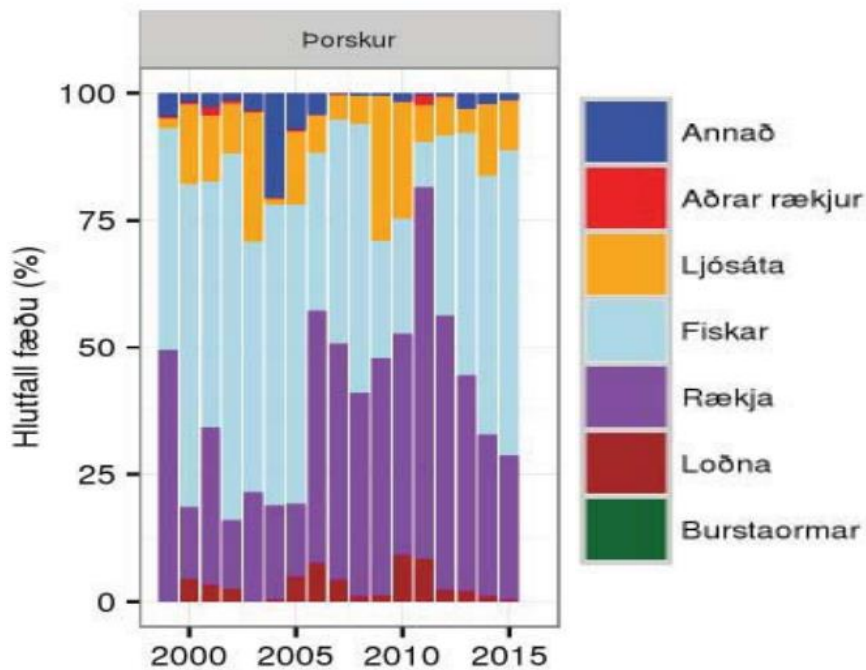 Þorskur
100
75
50
25
0
Hlutfall fæðu (%)
2000 2005 2010 2015
Annað
Aðrar rækjur
Ljósáta
Fiskar
Rækja
Loðna
Burstaormar